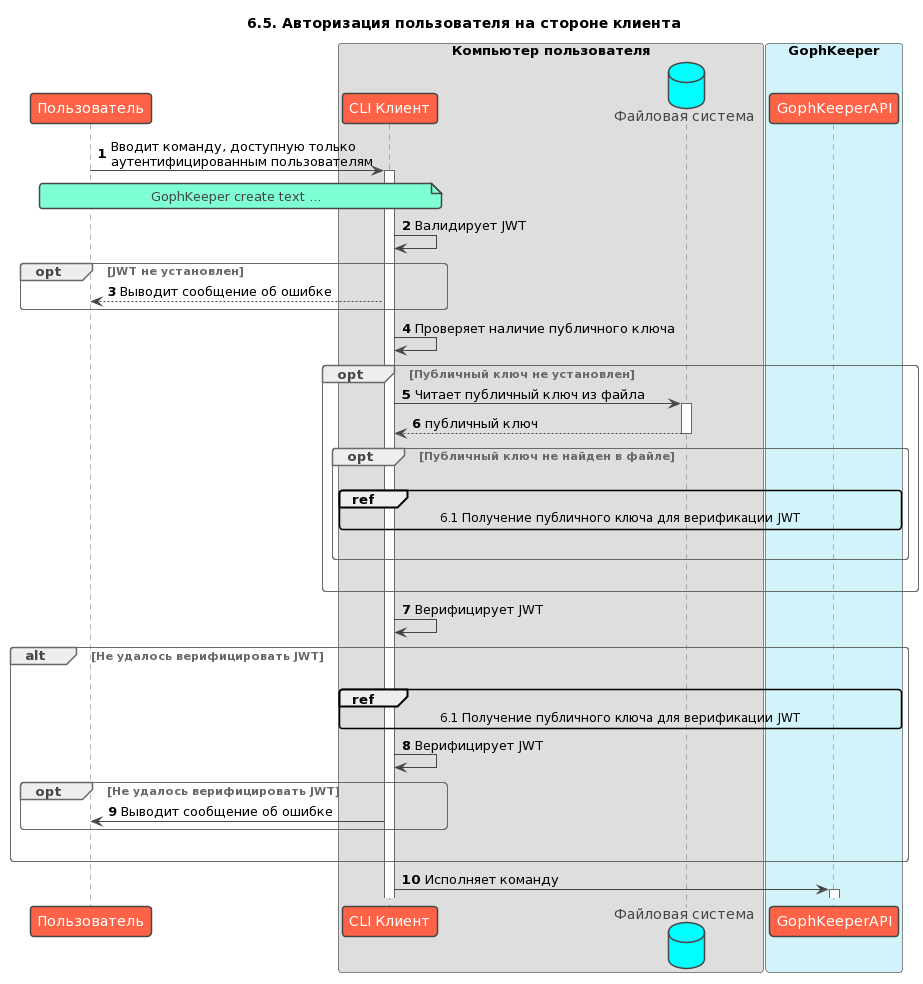 6.5. Авторизация пользователя на стороне клиента
Компьютер пользователя
GophKeeper
Пользователь
CLI Клиент
Файловая система
GophKeeperAPI
1 Вводит команду, доступную только
аутентифицированным пользователям
GophKeeper create text ...
2 Валидирует JWT
opt [JWT не установлен]
3 Выводит сообщение об ошибке
4 Проверяет наличие публичного ключа
opt [Публичный ключ не установлен]
5 Читает публичный ключ из файла
6 публичный ключ
opt [Публичный ключ не найден в файле]
ref
6.1 Получение публичного ключа для верификации JWT
7 Верифицирует JWT
alt [Не удалось верифицировать JWT]
ref
6.1 Получение публичного ключа для верификации JWT
8 Верифицирует JWT
opt [Не удалось верифицировать JWT]
9 Выводит сообщение об ошибке
10 Исполняет команду
Пользователь
CLI Клиент
Файловая система
GophKeeperAPI